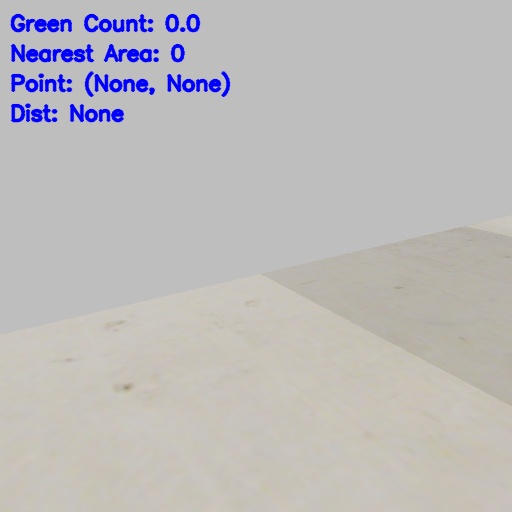 Green Count: 0.0
Nearest Area: 0
Point: (None, None)
Dist: None